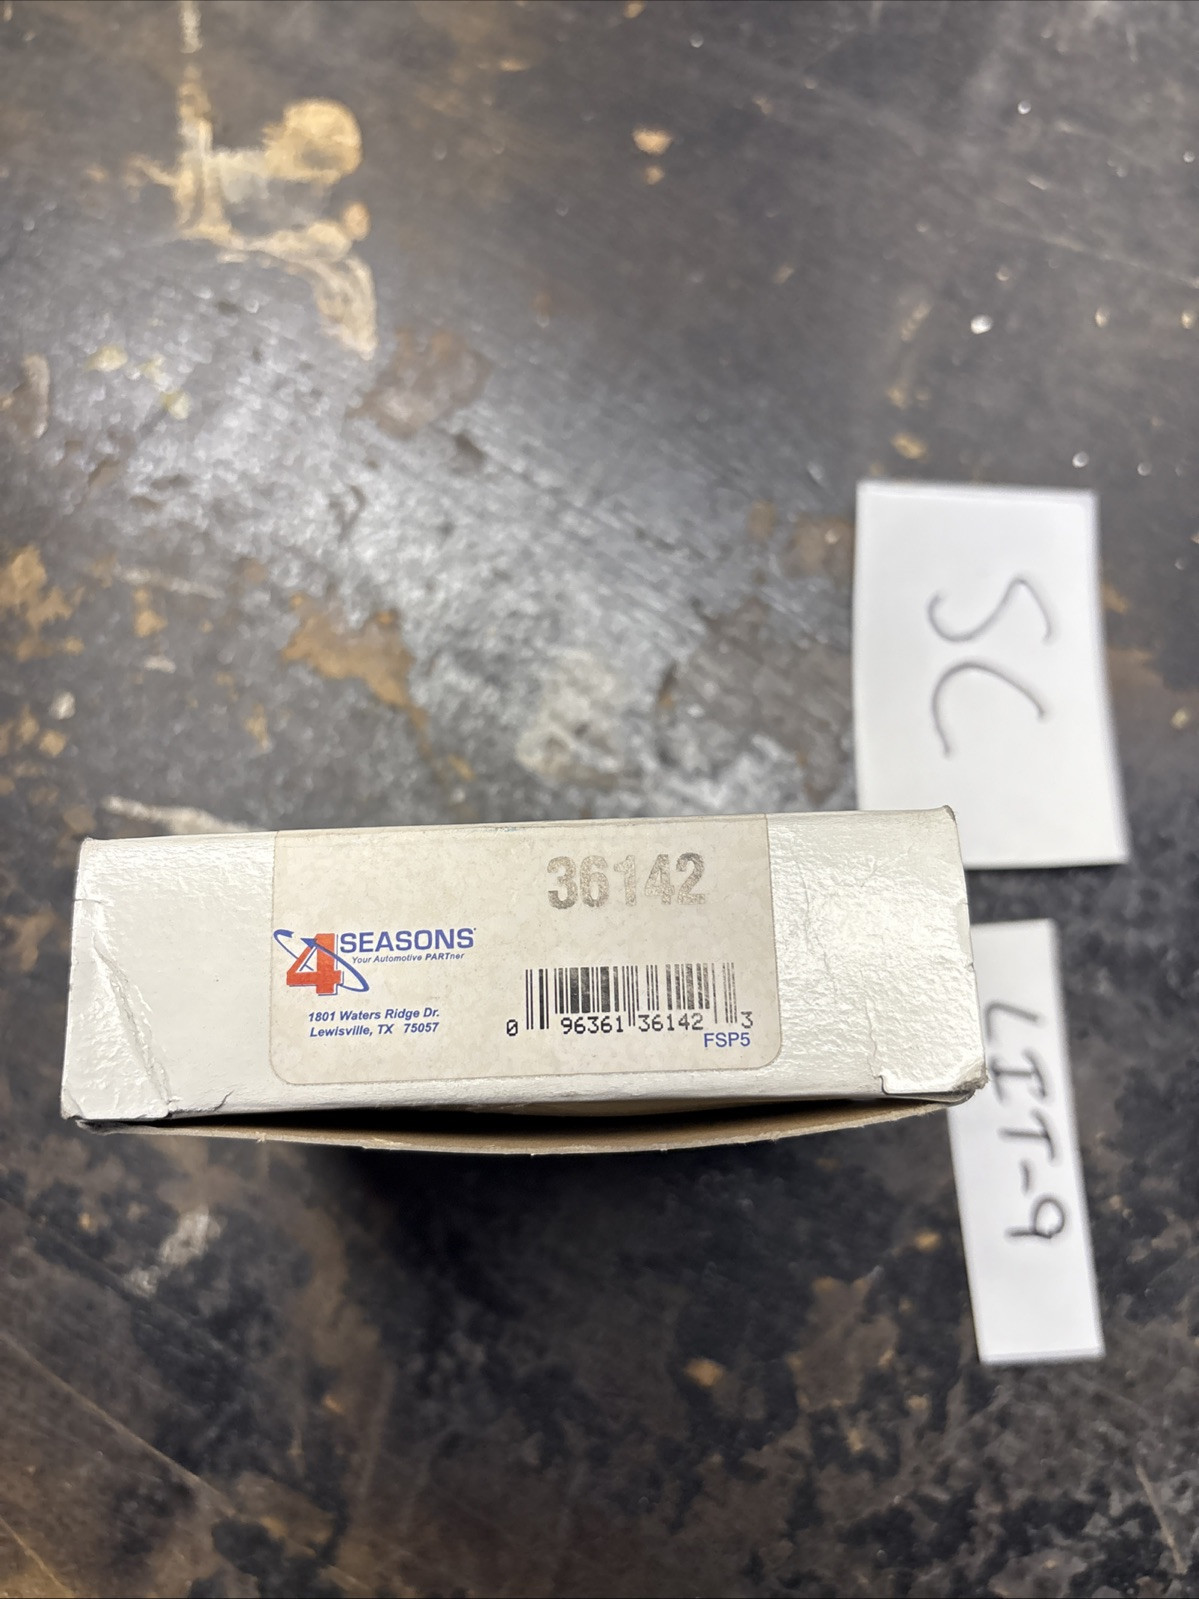 SC
36142
4 SEASONS
Your Automotive PARTner
1801 Waters Ridge Dr.
Lewisville, TX 75057
0 96361 36142 3
FSP5
LIT-9